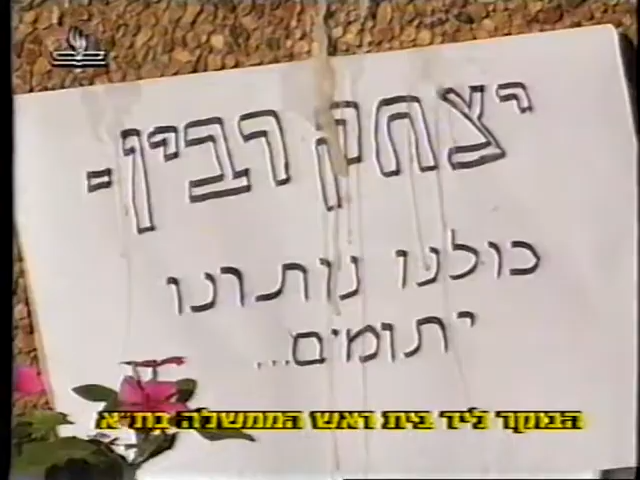 יצחק רבין -
כולנו נותרנו
יתומים...
הבוקר ליד בית ראש הממשלה בת״א